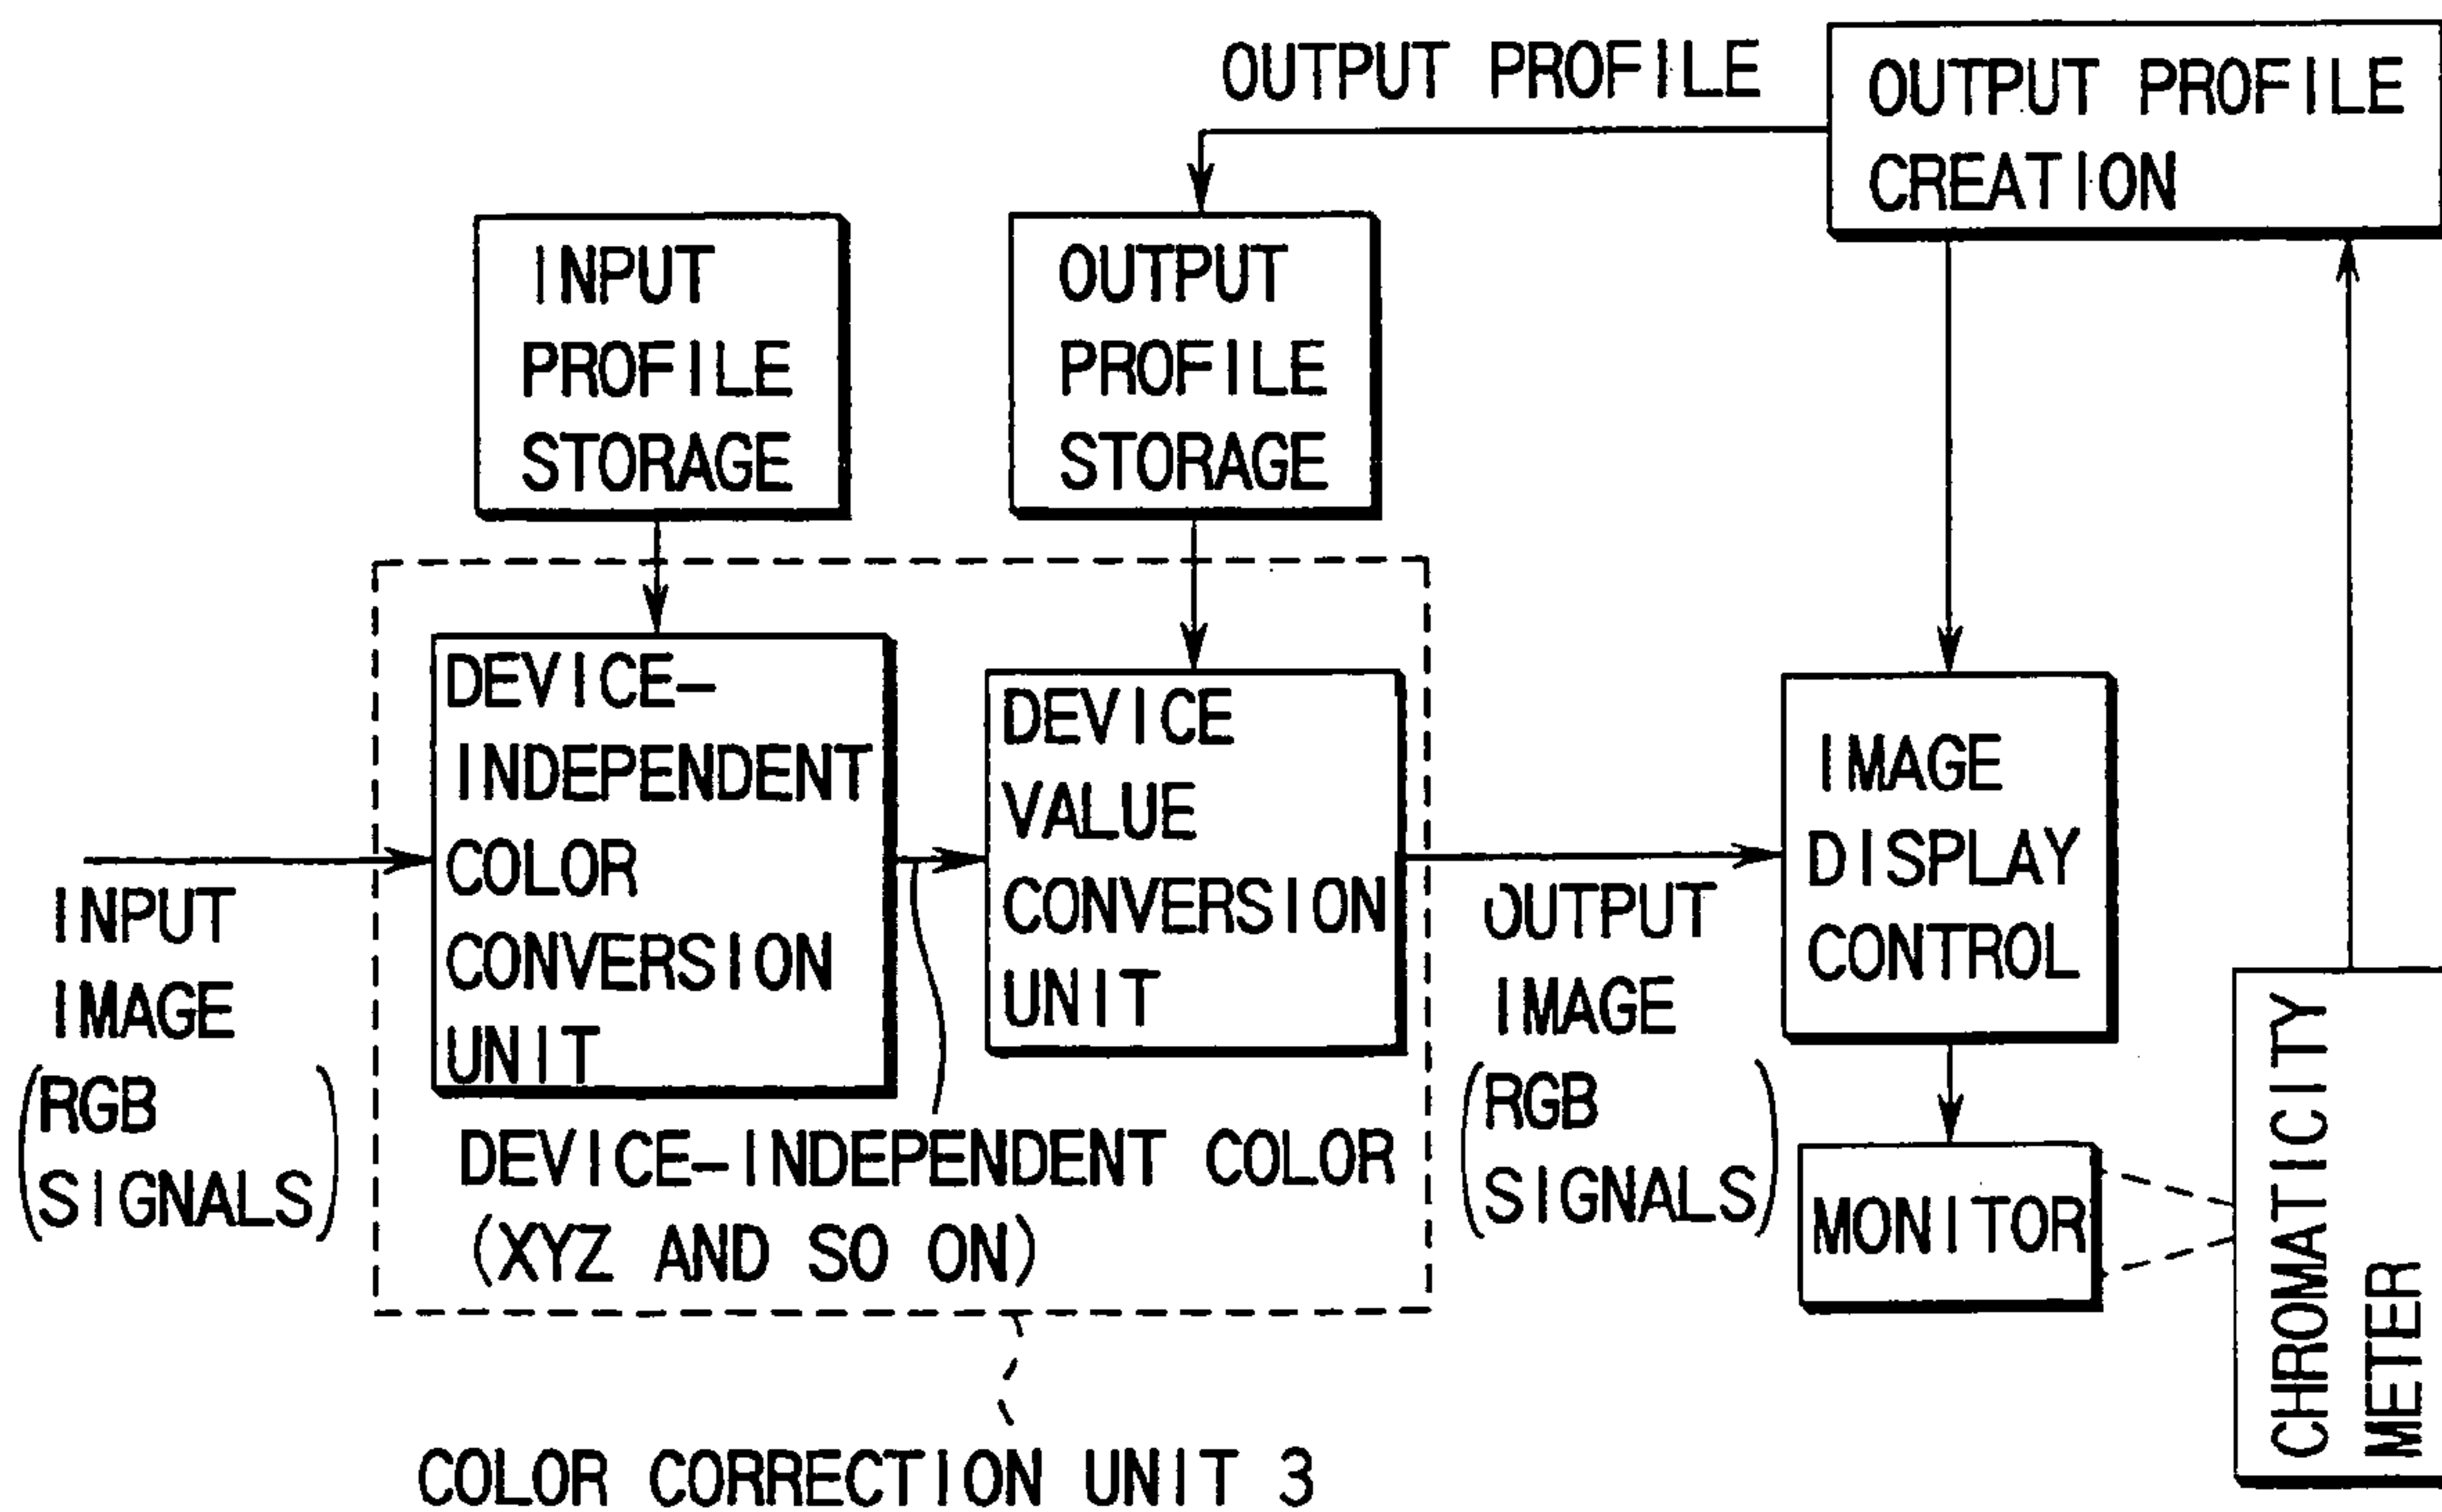 OUTPUT PROFILE
OUTPUT PROFILE
CREATION
INPUT
PROFILE
STORAGE
OUTPUT
PROFILE
STORAGE
DEVICE-
INDEPENDENT
COLOR
CONVERSION
UNIT
DEVICE
VALUE
CONVERSION
UNIT
IMAGE
DISPLAY
CONTROL
INPUT
IMAGE
(RGB
SIGNALS)
OUTPUT
IMAGE
(RGB
SIGNALS)
DEVICE-INDEPENDENT COLOR
(XYZ AND SO ON)
MONITOR
CHROMATICITY
METER
COLOR CORRECTION UNIT 3